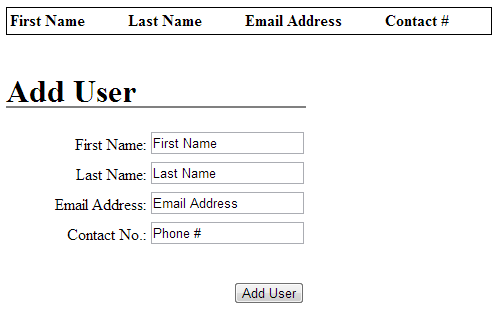 First Name Last Name Email Address Contact #
Add User
First Name: First Name
Last Name: Last Name
Email Address: Email Address
Contact No.: Phone #
Add User